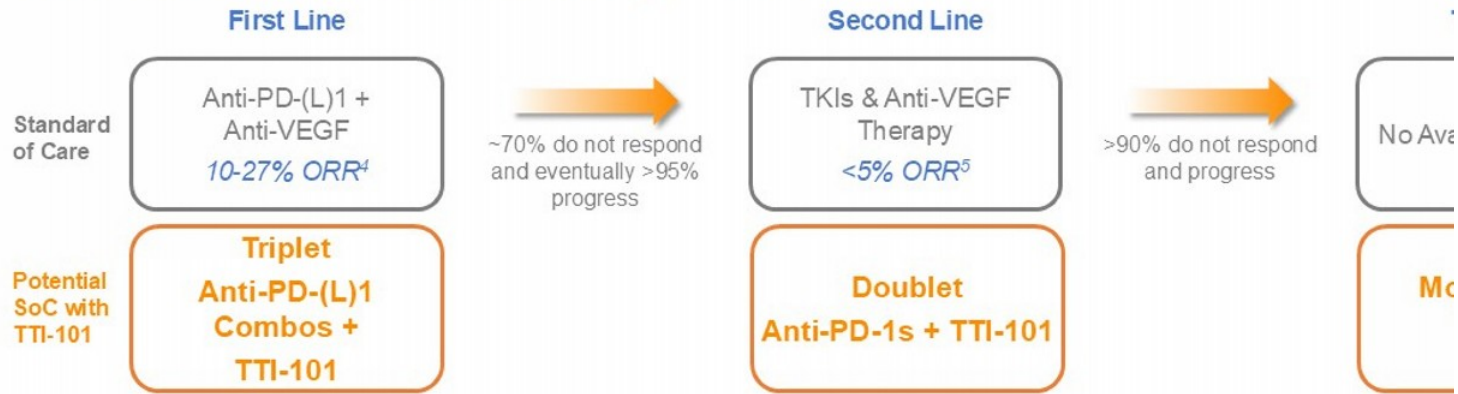 First Line
Second Line
Standard
of Care
Anti-PD-(L)1 +
Anti-VEGF
10-27% ORR⁴
~70% do not respond
and eventually >95%
progress
TKIs & Anti-VEGF
Therapy
<5% ORR⁵
>90% do not respond
and progress
No
Potential
SoC with
TTI-101
Triplet
Anti-PD-(L)1
Combos +
TTI-101
Doublet
Anti-PD-1s + TTI-101